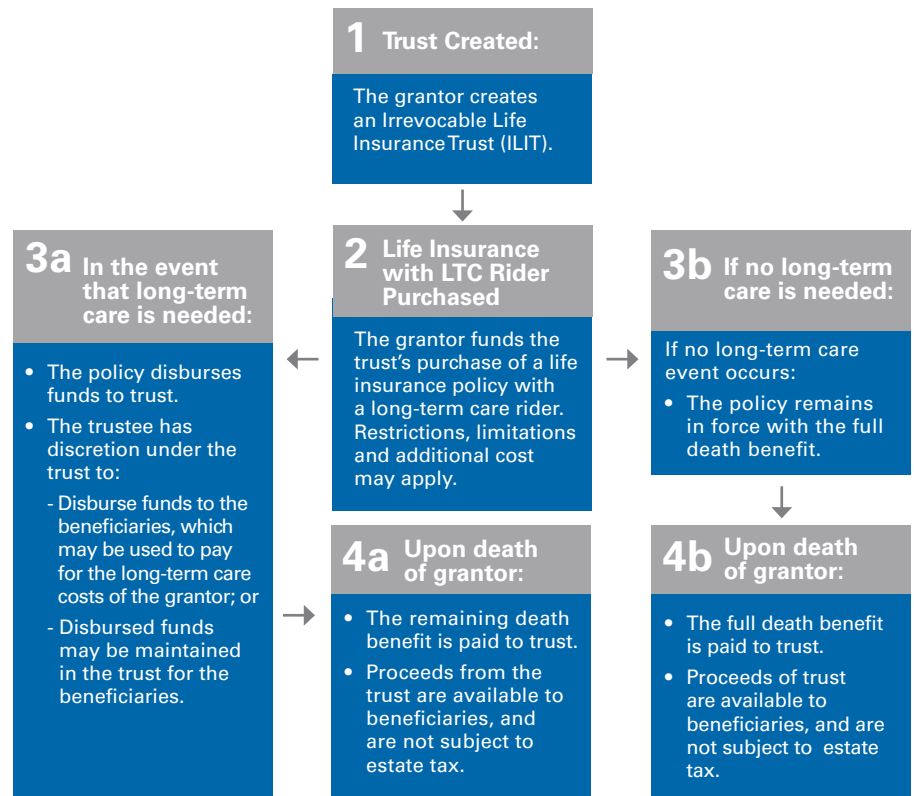 1 Trust Created:
The grantor creates
an Irrevocable Life
Insurance Trust (ILIT).
2 Life Insurance
with LTC Rider
Purchased
The grantor funds the
trust’s purchase of a life
insurance policy with
a long-term care rider.
Restrictions, limitations
and additional cost
may apply.
3a In the event
that long-term
care is needed:
• The policy disburses
funds to trust.
• The trustee has
discretion under the
trust to:
- Disburse funds to the
beneficiaries, which
may be used to pay
for the long-term care
costs of the grantor; or
- Disbursed funds
may be maintained
in the trust for the
beneficiaries.
3b If no long-term
care is needed:
If no long-term care
event occurs:
• The policy remains
in force with the full
death benefit.
4a Upon death
of grantor:
• The remaining death
benefit is paid to trust.
• Proceeds from the
trust are available to
beneficiaries, and
are not subject to
estate tax.
4b Upon death
of grantor:
• The full death benefit
is paid to trust.
• Proceeds of trust
are available to
beneficiaries, and are
not subject to estate
tax.